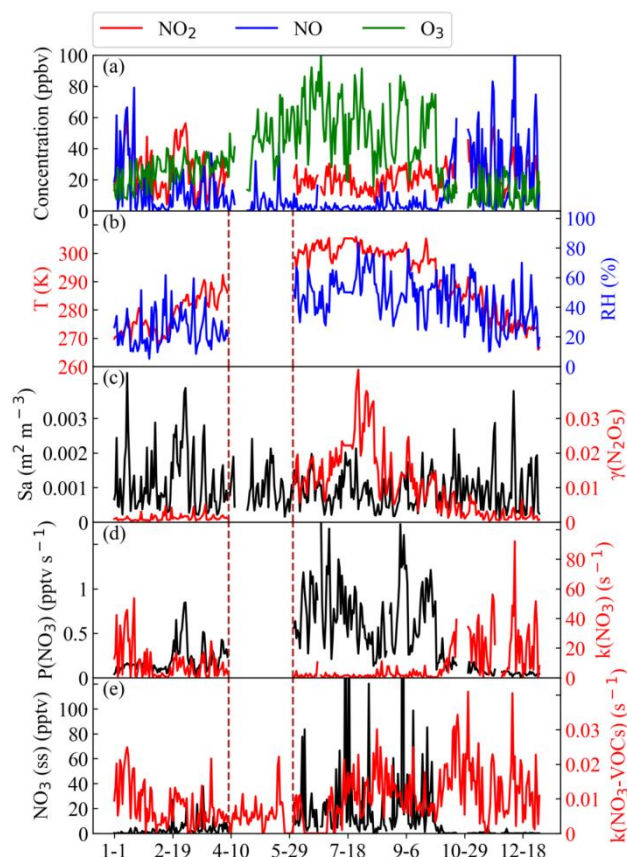 NO₂ NO O₃
(a)
Concentration (ppbv)
100
80
60
40
20
0
(b)
T (K)
300
290
280
270
260
RH (%)
100
80
60
40
20
0
(c)
Sa (m² m⁻³)
0.003
0.002
0.001
γ(N₂O₅)
0.03
0.02
0.01
0
(d)
P(NO₃) (pptv s⁻¹)
1
0.5
0
k(NO₃) (s⁻¹)
80
60
40
20
0
(e)
NO₃ (ss) (pptv)
100
80
60
40
20
0
k(NO₃-VOCs) (s⁻¹)
0.03
0.02
0.01
0
1-1 2-19 4-10 5-29 7-18 9-6 10-29 12-18